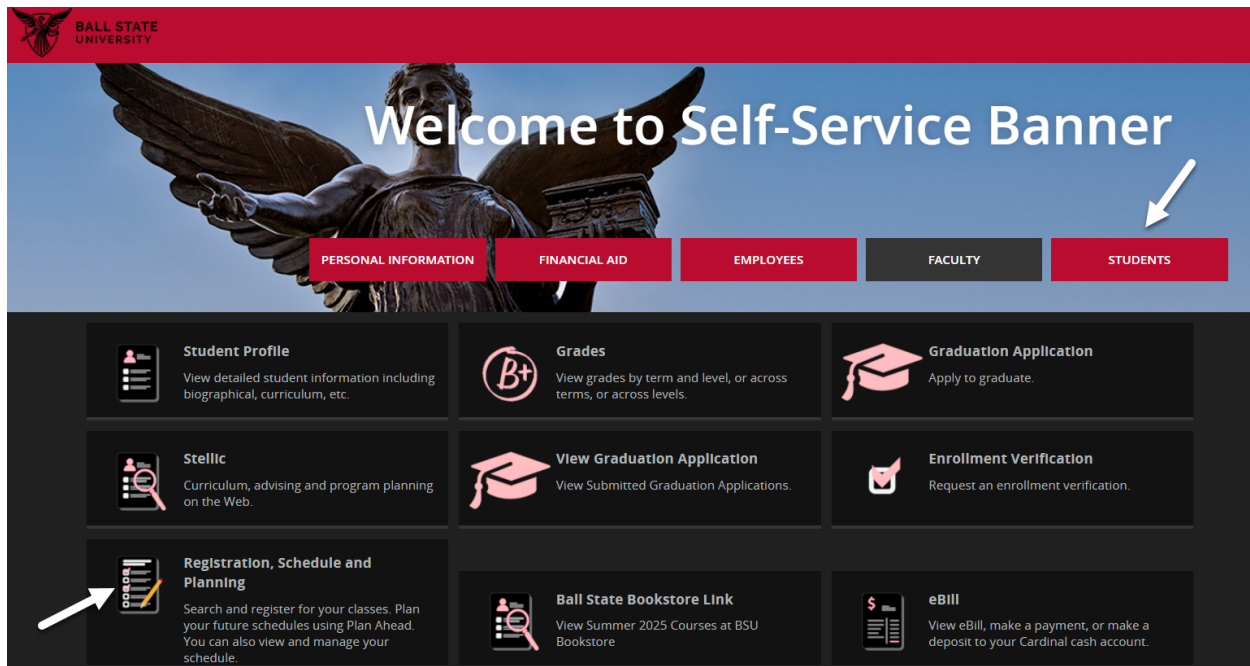 BALL STATE
UNIVERSITY
Welcome to Self-Service Banner
PERSONAL INFORMATION
FINANCIAL AID
EMPLOYEES
FACULTY
STUDENTS
Student Profile
View detailed student information including
biographical, curriculum, etc.
B+
Grades
View grades by term and level, or across
terms, or across levels.
Graduation Application
Apply to graduate.
Stellic
Curriculum, advising and program planning
on the Web.
View Graduation Application
View Submitted Graduation Applications.
Enrollment Verification
Request an enrollment verification.
Registration, Schedule and
Planning
Search and register for your classes. Plan
your future schedules using Plan Ahead.
You can also view and manage your
schedule.
Ball State Bookstore Link
View Summer 2025 Courses at BSU
Bookstore
$
eBill
View eBill, make a payment, or make a
deposit to your Cardinal cash account.